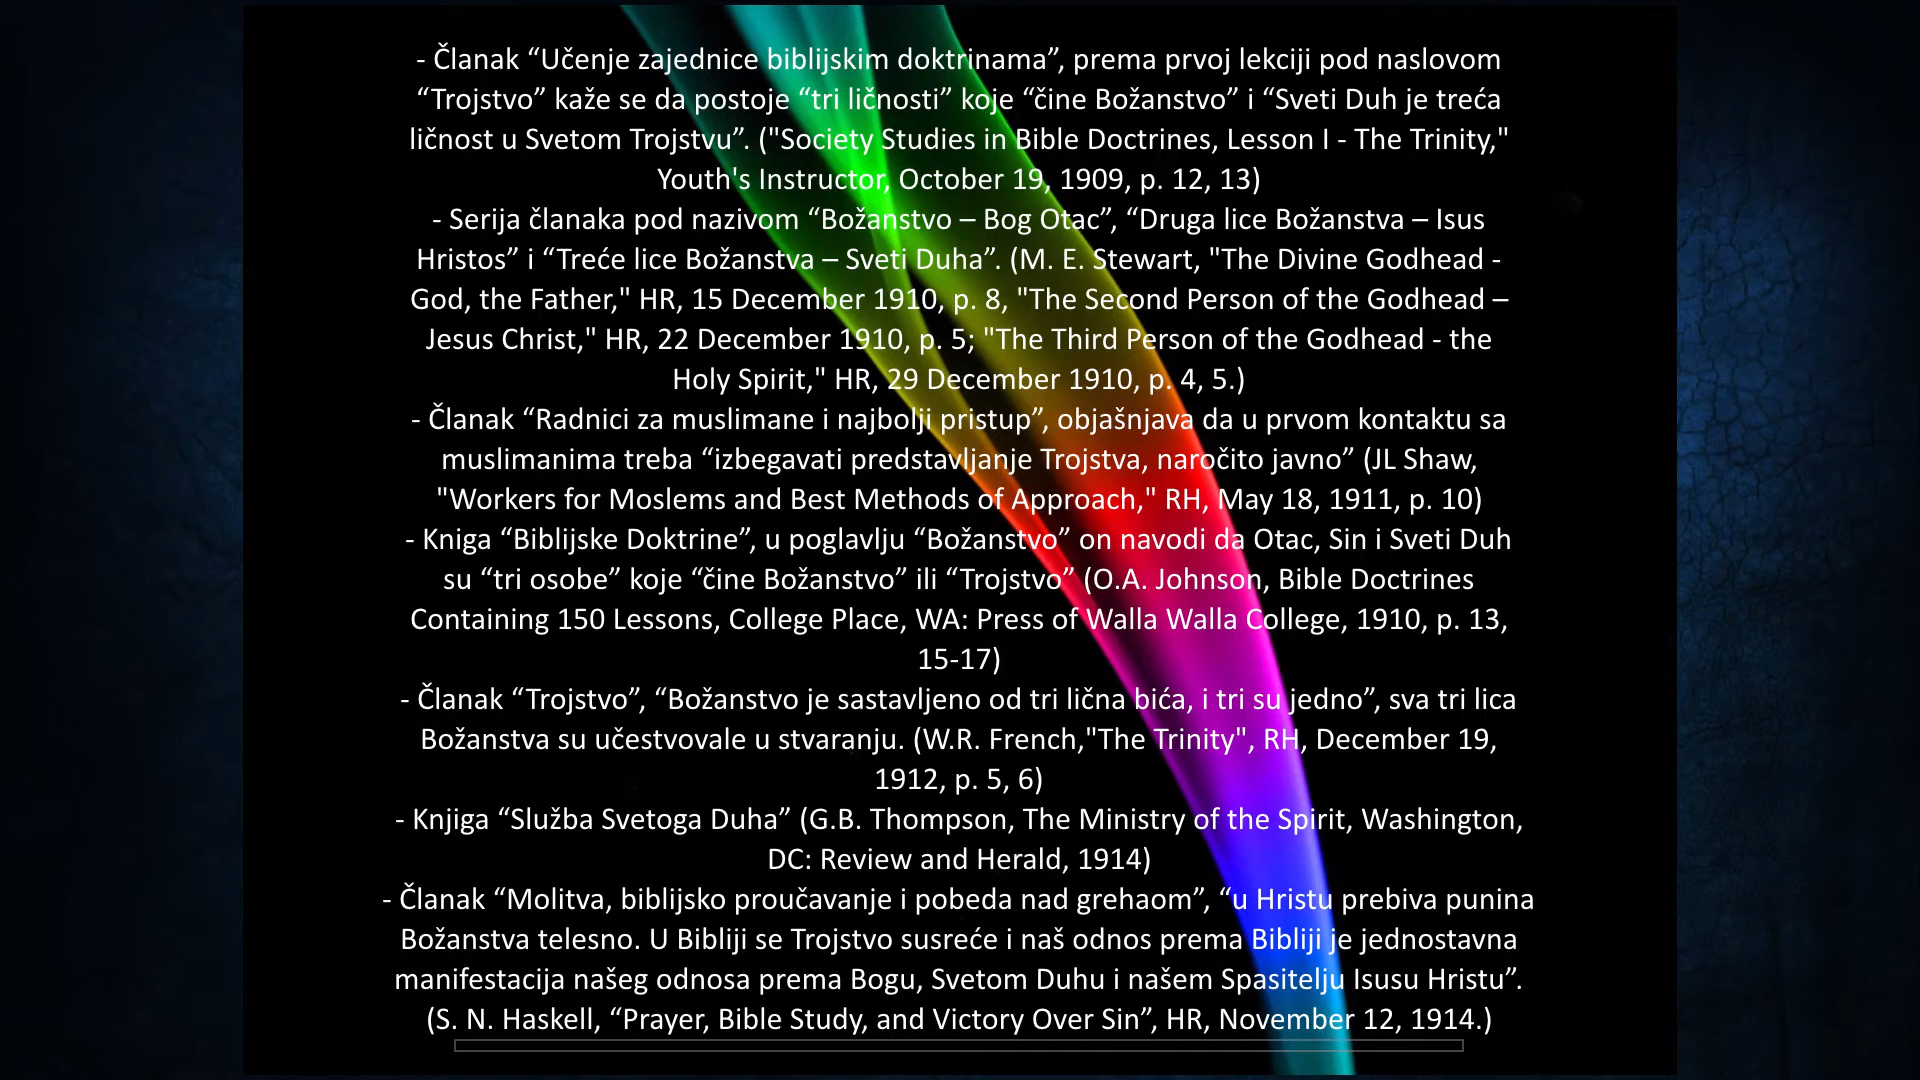 - Članak “Učenje zajednice biblijskim doktrinama”, prema prvoj lekciji pod naslovom
“Trojstvo” kaže se da postoje “tri ličnosti” koje “čine Božanstvo” i “Sveti Duh je treća
ličnost u Svetom Trojstvu”. ("Society Studies in Bible Doctrines, Lesson I - The Trinity,"
Youth's Instructor, October 19, 1909, p. 12, 13)
- Serija članaka pod nazivom “Božanstvo – Bog Otac”, “Druga lice Božanstva – Isus
Hristos” i “Treće lice Božanstva – Sveti Duha”. (M. E. Stewart, "The Divine Godhead -
God, the Father," HR, 15 December 1910, p. 8, "The Second Person of the Godhead –
Jesus Christ," HR, 22 December 1910, p. 5; "The Third Person of the Godhead - the
Holy Spirit," HR, 29 December 1910, p. 4, 5.)
- Članak “Radnici za muslimane i najbolji pristup”, objašnjava da u prvom kontaktu sa
muslimanima treba “izbegavati predstavljanje Trojstva, naročito javno” (JL Shaw,
"Workers for Moslems and Best Methods of Approach," RH, May 18, 1911, p. 10)
- Kniga “Biblijske Doktrine”, u poglavlju “Božanstvo” on navodi da Otac, Sin i Sveti Duh
su “tri osobe” koje “čine Božanstvo” ili “Trojstvo” (O.A. Johnson, Bible Doctrines
Containing 150 Lessons, College Place, WA: Press of Walla Walla College, 1910, p. 13,
15-17)
- Članak “Trojstvo”, “Božanstvo je sastavljeno od tri lična bića, i tri su jedno”, sva tri lica
Božanstva su učestvovale u stvaranju. (W.R. French,"The Trinity", RH, December 19,
1912, p. 5, 6)
- Knjiga “Služba Svetoga Duha” (G.B. Thompson, The Ministry of the Spirit, Washington,
DC: Review and Herald, 1914)
- Članak “Molitva, biblijsko proučavanje i pobeda nad grehaom”, “u Hristu prebiva punina
Božanstva telesno. U Bibliji se Trojstvo susreće i naš odnos prema Bibliji je jednostavna
manifestacija našeg odnosa prema Bogu, Svetom Duhu i našem Spasitelju Isusu Hristu”.
(S. N. Haskell, “Prayer, Bible Study, and Victory Over Sin”, HR, November 12, 1914.)